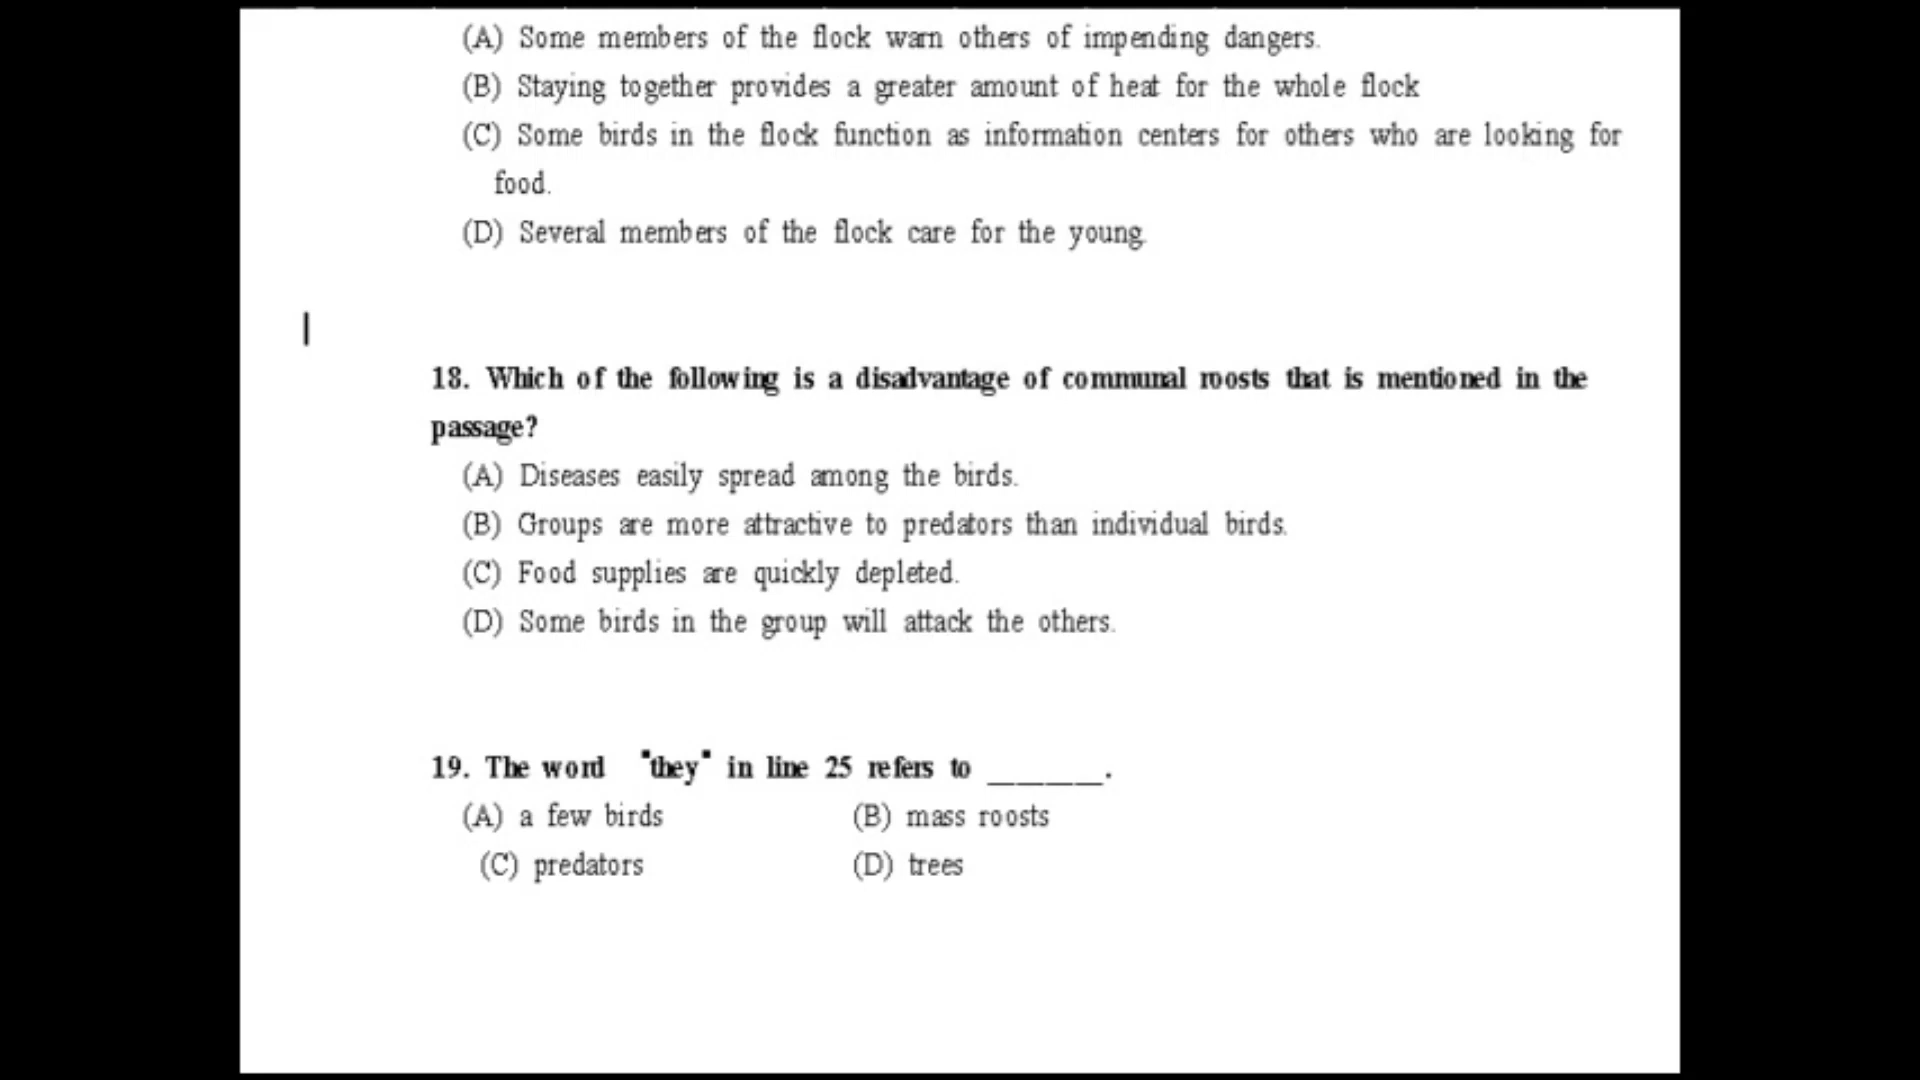 (A) Some members of the flock warn others of impending dangers.
(B) Staying together provides a greater amount of heat for the whole flock
(C) Some birds in the flock function as information centers for others who are looking for
food.
(D) Several members of the flock care for the young.
18. Which of the following is a disadvantage of communal roosts that is mentioned in the
passage?
(A) Diseases easily spread among the birds.
(B) Groups are more attractive to predators than individual birds.
(C) Food supplies are quickly depleted.
(D) Some birds in the group will attack the others.
19. The word "they" in line 25 refers to ________.
(A) a few birds (B) mass roosts
(C) predators (D) trees